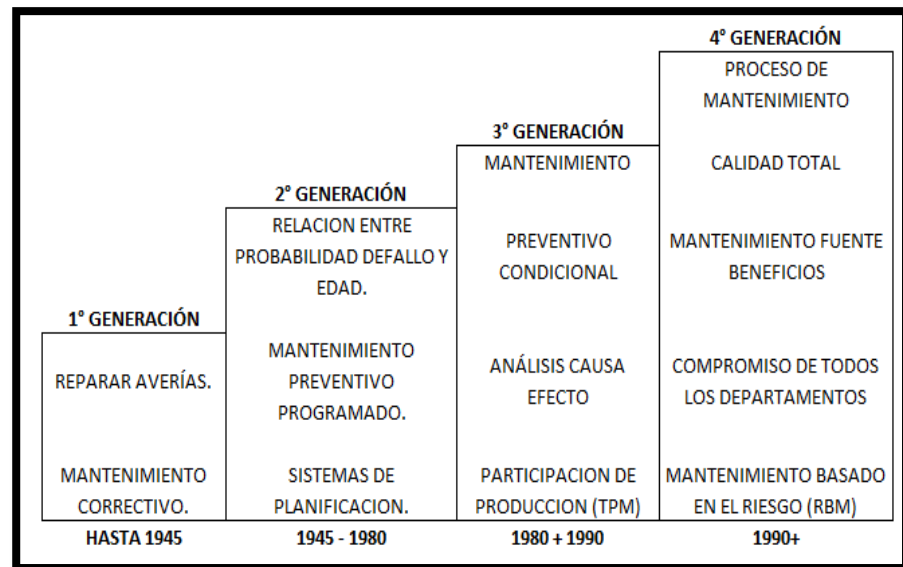 1° GENERACIÓN
REPARAR AVERÍAS.
MANTENIMIENTO
CORRECTIVO.
HASTA 1945
2° GENERACIÓN
RELACION ENTRE
PROBABILIDAD DEFALLO Y
EDAD.
MANTENIMIENTO
PREVENTIVO
PROGRAMADO.
SISTEMAS DE
PLANIFICACION.
1945 - 1980
3° GENERACIÓN
MANTENIMIENTO
PREVENTIVO
CONDICIONAL
ANÁLISIS CAUSA
EFECTO
PARTICIPACION DE
PRODUCCION (TPM)
1980 + 1990
4° GENERACIÓN
PROCESO DE
MANTENIMIENTO
CALIDAD TOTAL
MANTENIMIENTO FUENTE
BENEFICIOS
COMPROMISO DE TODOS
LOS DEPARTAMENTOS
MANTENIMIENTO BASADO
EN EL RIESGO (RBM)
1990+